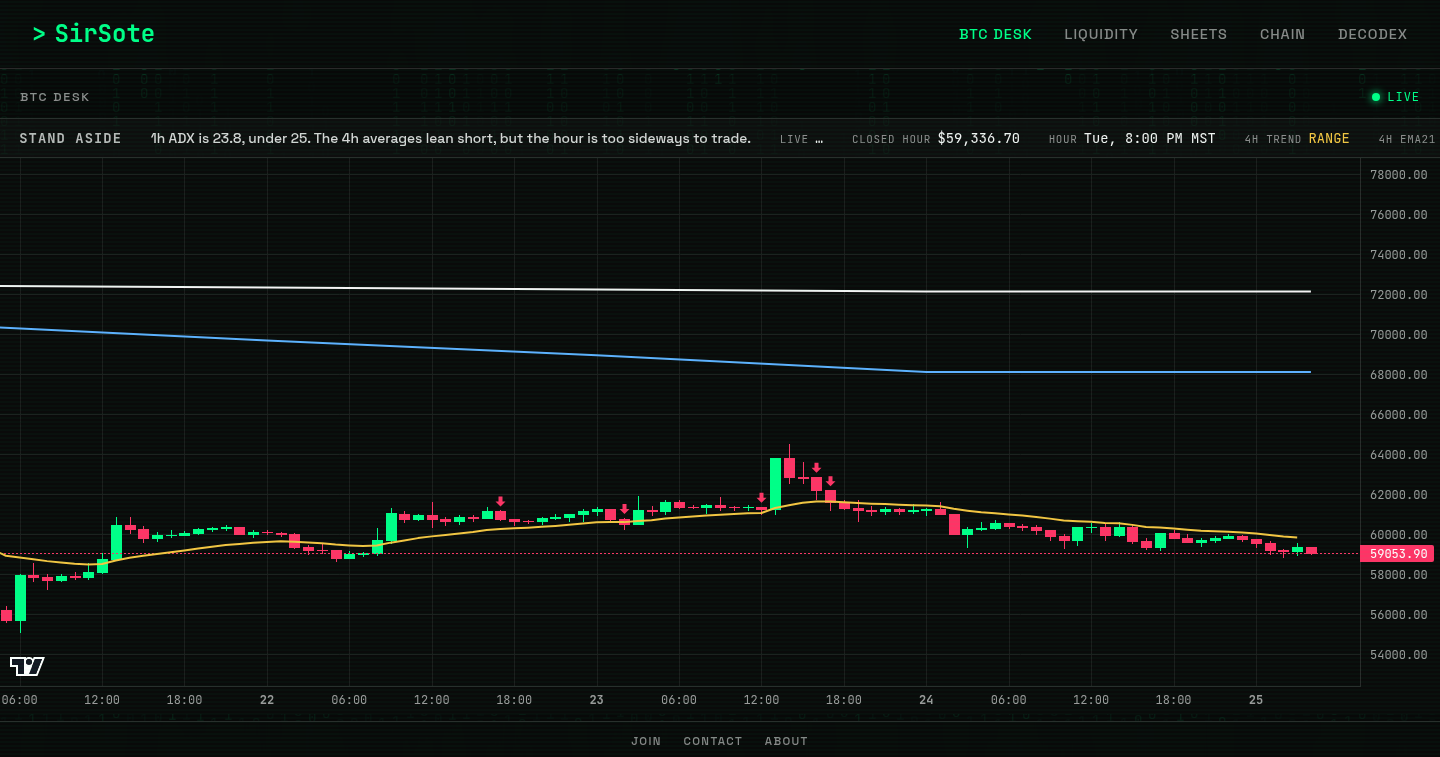 > SirSote
BTC DESK LIQUIDITY SHEETS CHAIN DECODEX
BTC DESK
LIVE
STAND ASIDE 1h ADX is 23.8, under 25. The 4h averages lean short, but the hour is too sideways to trade. LIVE … CLOSED HOUR $59,336.70 HOUR Tue, 8:00 PM MST 4H TREND RANGE 4H EMA21
78000.00
76000.00
74000.00
72000.00
70000.00
68000.00
66000.00
64000.00
62000.00
60000.00
59053.90
58000.00
56000.00
54000.00
06:00 12:00 18:00 22 06:00 12:00 18:00 23 06:00 12:00 18:00 24 06:00 12:00 18:00 25
JOIN CONTACT ABOUT